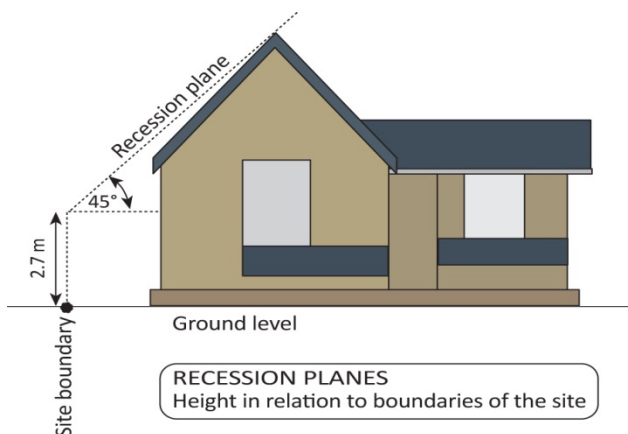 Recession plane
45°
2.7 m
Site boundary
Ground level
RECESSION PLANES
Height in relation to boundaries of the site